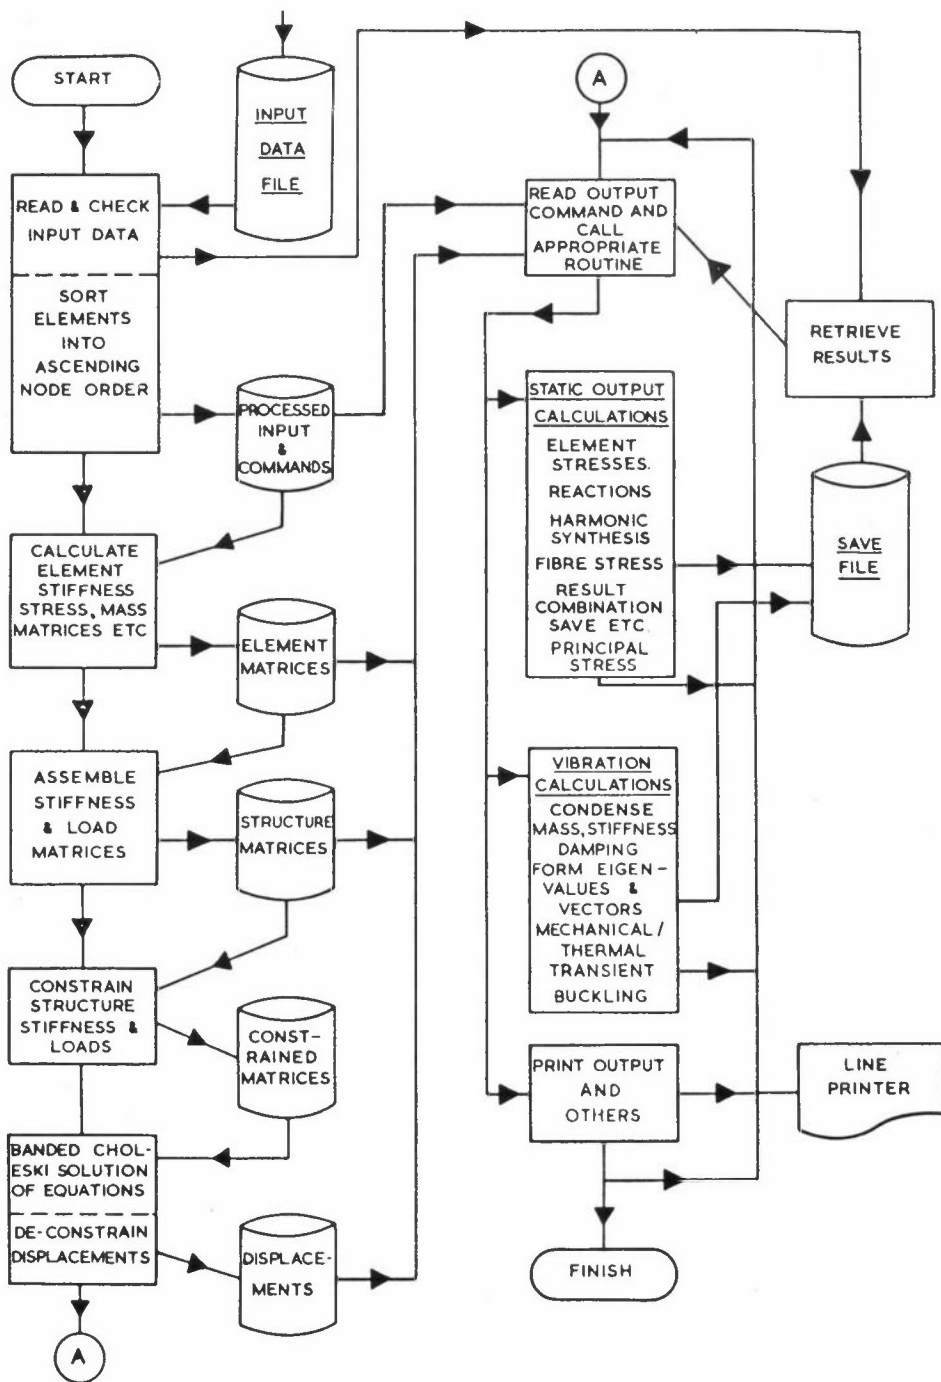 START
INPUT
DATA
FILE
READ & CHECK
INPUT DATA
SORT
ELEMENTS
INTO
ASCENDING
NODE ORDER
PROCESSED
INPUT
&
COMMANDS
CALCULATE
ELEMENT
STIFFNESS
STRESS, MASS
MATRICES ETC
ELEMENT
MATRICES
ASSEMBLE
STIFFNESS
& LOAD
MATRICES
STRUCTURE
MATRICES
CONSTRAIN
STRUCTURE
STIFFNESS &
LOADS
CONST-
RAINED
MATRICES
BANDED CHOL-
ESKI SOLUTION
OF EQUATIONS
DE-CONSTRAIN
DISPLACEMENTS
DISPLACE-
MENTS
A
A
READ OUTPUT
COMMAND AND
CALL
APPROPRIATE
ROUTINE
RETRIEVE
RESULTS
SAVE
FILE
STATIC OUTPUT
CALCULATIONS
ELEMENT
STRESSES.
REACTIONS
HARMONIC
SYNTHESIS
FIBRE STRESS
RESULT
COMBINATION
SAVE ETC.
PRINCIPAL
STRESS
VIBRATION
CALCULATIONS
CONDENSE
MASS, STIFFNESS
DAMPING
FORM EIGEN-
VALUES &
VECTORS
MECHANICAL/
THERMAL
TRANSIENT
BUCKLING
PRINT OUTPUT
AND
OTHERS
LINE
PRINTER
FINISH